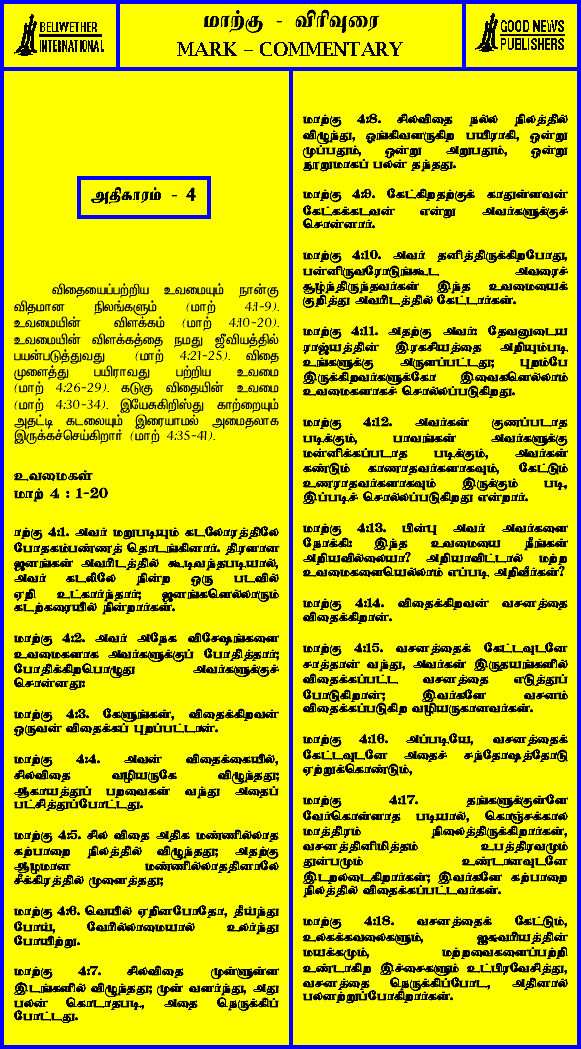 BELLWETHER
INTERNATIONAL
மாற்கு - விரிவுரை
MARK – COMMENTARY
GOOD NEWS
PUBLISHERS
அதிகாரம் - 4
விதையைப்பற்றிய உவமையும் நான்கு
விதமான நிலங்களும் (மாற் 4:1-9).
உவமையின் விளக்கம் (மாற் 4:10-20).
உவமையின் விளக்கத்தை நமது ஜீவியத்தில்
பயன்படுத்துவது (மாற் 4:21-25). விதை
முளைத்து பயிராவது பற்றிய உவமை
(மாற் 4:26-29). கடுகு விதையின் உவமை
(மாற் 4:30-34). இயேசுகிறிஸ்து காற்றையும்
அதட்டி கடலையும் இரையாமல் அமைதலாக
இருக்கச்செய்கிறார் (மாற் 4:35-41).
உவமைகள்
மாற் 4 : 1-20
ாற்கு 4:1. அவர் மறுபடியும் கடலோரத்திலே
போதகம்பண்ணத் தொடங்கினார். திரளான
ஜனங்கள் அவரிடத்தில் கூடிவந்தபடியால்,
அவர் கடலிலே நின்ற ஒரு படவில்
ஏறி உட்கார்ந்தார்; ஜனங்களெல்லாரும்
கடற்கரையில் நின்றார்கள்.
மாற்கு 4:2. அவர் அநேக விசேஷங்களை
உவமைகளாக அவர்களுக்குப் போதித்தார்;
போதிக்கிறபொழுது அவர்களுக்குச்
சொன்னது:
மாற்கு 4:3. கேளுங்கள், விதைக்கிறவன்
ஒருவன் விதைக்கப் புறப்பட்டான்.
மாற்கு 4:4. அவன் விதைக்கையில்,
சிலவிதை வழியருகே விழுந்தது;
ஆகாயத்துப் பறவைகள் வந்து அதைப்
பட்சித்துப்போட்டது.
மாற்கு 4:5. சில விதை அதிக மண்ணில்லாத
கற்பாறை நிலத்தில் விழுந்தது; அதற்கு
ஆழமான மண்ணில்லாததினாலே
சீக்கிரத்தில் முளைத்தது;
மாற்கு 4:6. வெயில் ஏறினபோதோ, தீய்ந்து
போய், வேரில்லாமையால் உலர்ந்து
போயிற்று.
மாற்கு 4:7. சிலவிதை முள்ளுள்ள
இடங்களில் விழுந்தது; முள் வளர்ந்து, அது
பலன் கொடாதபடி, அதை நெருக்கிப்
போட்டது.
மாற்கு 4:8. சிலவிதை நல்ல நிலத்தில்
விழுந்து, ஓங்கிவளருகிற பயிராகி, ஒன்று
முப்பதும், ஒன்று அறுபதும், ஒன்று
நூறுமாகப் பலன் தந்தது.
மாற்கு 4:9. கேட்கிறதற்குக் காதுள்ளவன்
கேட்கக்கடவன் என்று அவர்களுக்குச்
சொன்னார்.
மாற்கு 4:10. அவர் தனித்திருக்கிறபோது,
பன்னிருவரோடுங்கூட அவரைச்
சூழ்ந்திருந்தவர்கள் இந்த உவமையைக்
குறித்து அவரிடத்தில் கேட்டார்கள்.
மாற்கு 4:11. அதற்கு அவர்: தேவனுடைய
ராஜ்யத்தின் இரகசியத்தை அறியும்படி
உங்களுக்கு அருளப்பட்டது; புறம்பே
இருக்கிறவர்களுக்கோ இவைகளெல்லாம்
உவமைகளாகச் சொல்லப்படுகிறது.
மாற்கு 4:12. அவர்கள் குணப்படாத
படிக்கும், பாவங்கள் அவர்களுக்கு
மன்னிக்கப்படாத படிக்கும், அவர்கள்
கண்டும் காணாதவர்களாகவும், கேட்டும்
உணராதவர்களாகவும் இருக்கும் படி,
இப்படிச் சொல்லப்படுகிறது என்றார்.
மாற்கு 4:13. பின்பு அவர் அவர்களை
நோக்கி: இந்த உவமையை நீங்கள்
அறியவில்லையா? அறியாவிட்டால் மற்ற
உவமைகளையெல்லாம் எப்படி அறிவீர்கள்?
மாற்கு 4:14. விதைக்கிறவன் வசனத்தை
விதைக்கிறான்.
மாற்கு 4:15. வசனத்தைக் கேட்டவுடனே
சாத்தான் வந்து, அவர்கள் இருதயங்களில்
விதைக்கப்பட்ட வசனத்தை எடுத்துப்
போடுகிறான்; இவர்களே வசனம்
விதைக்கப்படுகிற வழியருகானவர்கள்.
மாற்கு 4:16. அப்படியே, வசனத்தைக்
கேட்டவுடனே அதைச் சந்தோஷத்தோடு
ஏற்றுக்கொண்டும்,
மாற்கு 4:17. தங்களுக்குள்ளே
வேர்கொள்ளாத படியால், கொஞ்சக்கால
மாத்திரம் நிலைத்திருக்கிறார்கள்,
வசனத்தினிமித்தம் உபத்திரவமும்
துன்பமும் உண்டானவுடனே
இடறலடைகிறார்கள்; இவர்களே கற்பாறை
நிலத்தில் விதைக்கப்பட்டவர்கள்.
மாற்கு 4:18. வசனத்தைக் கேட்டும்,
உலகக்கவலைகளும், ஐசுவரியத்தின்
மயக்கமும், மற்றவைகளைப்பற்றி
உண்டாகிற இச்சைகளும் உட்பிரவேசித்து,
வசனத்தை நெருக்கிப்போட, அதினால்
பலனற்றுப்போகிறார்கள்.